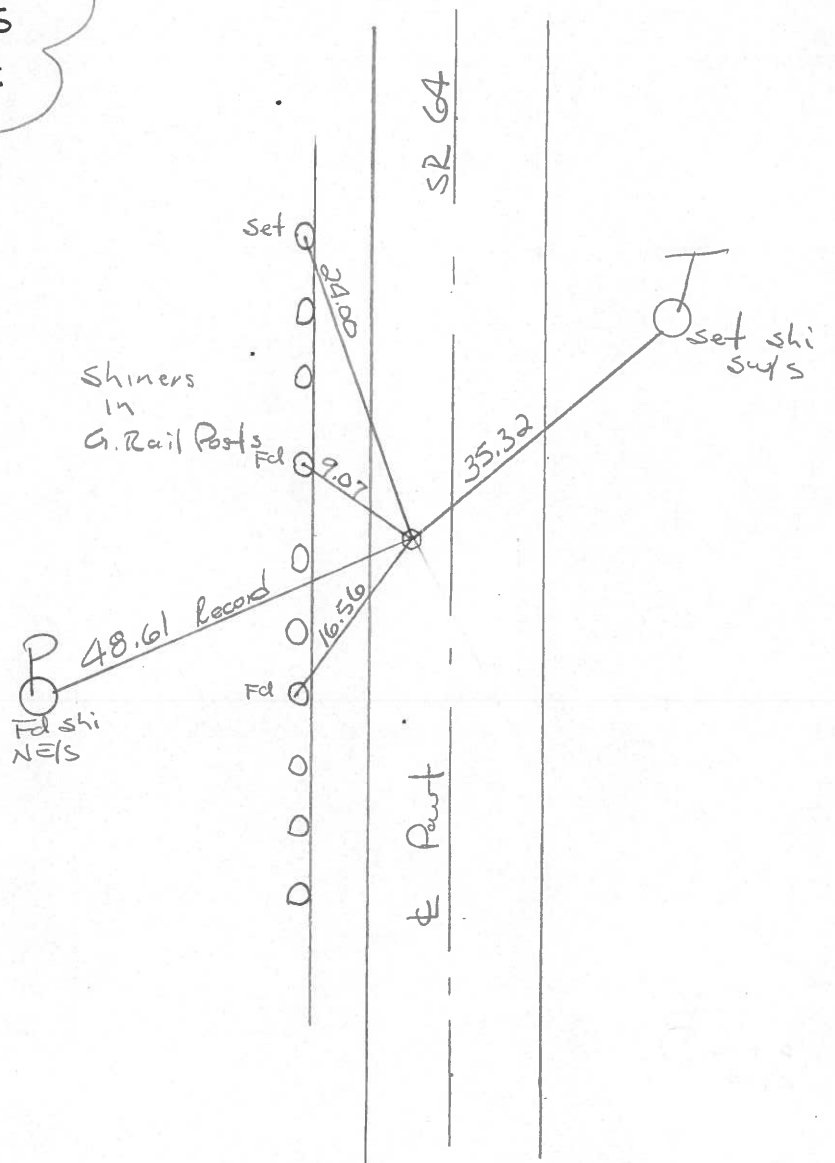 SR 64
Set
24.00
Set shi
SW/S
Shiners
in
G. Rail Posts
Fd
9.07
35.32
48.61 Record
16.56
P
Fd
Fd shi
NE/S
T
℄ Pavt